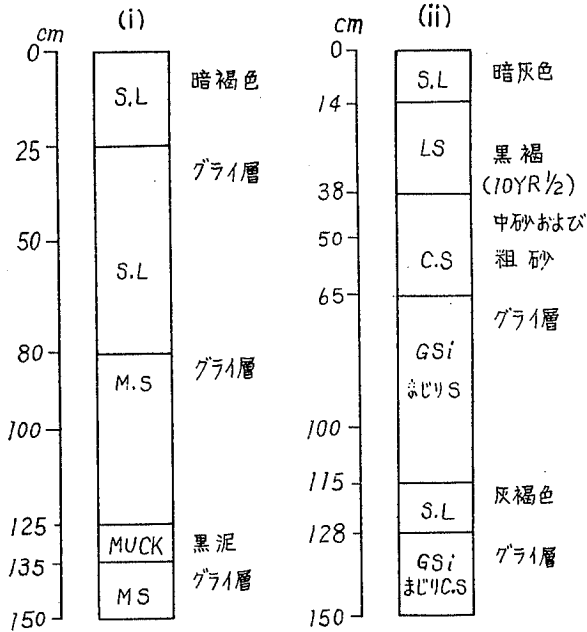 (i)
cm
0
25
50
80
100
125
135
150
S.L
S.L
M.S
MUCK
MS
暗褐色
グライ層
グライ層
黒泥
グライ層
(ii)
cm
0
14
38
50
65
100
115
128
150
S.L
LS
C.S
GSi
まじりS
S.L
GSi
まじりC.S
暗灰色
黒褐
(10YR 1/2)
中砂および
粗砂
グライ層
灰褐色
グライ層